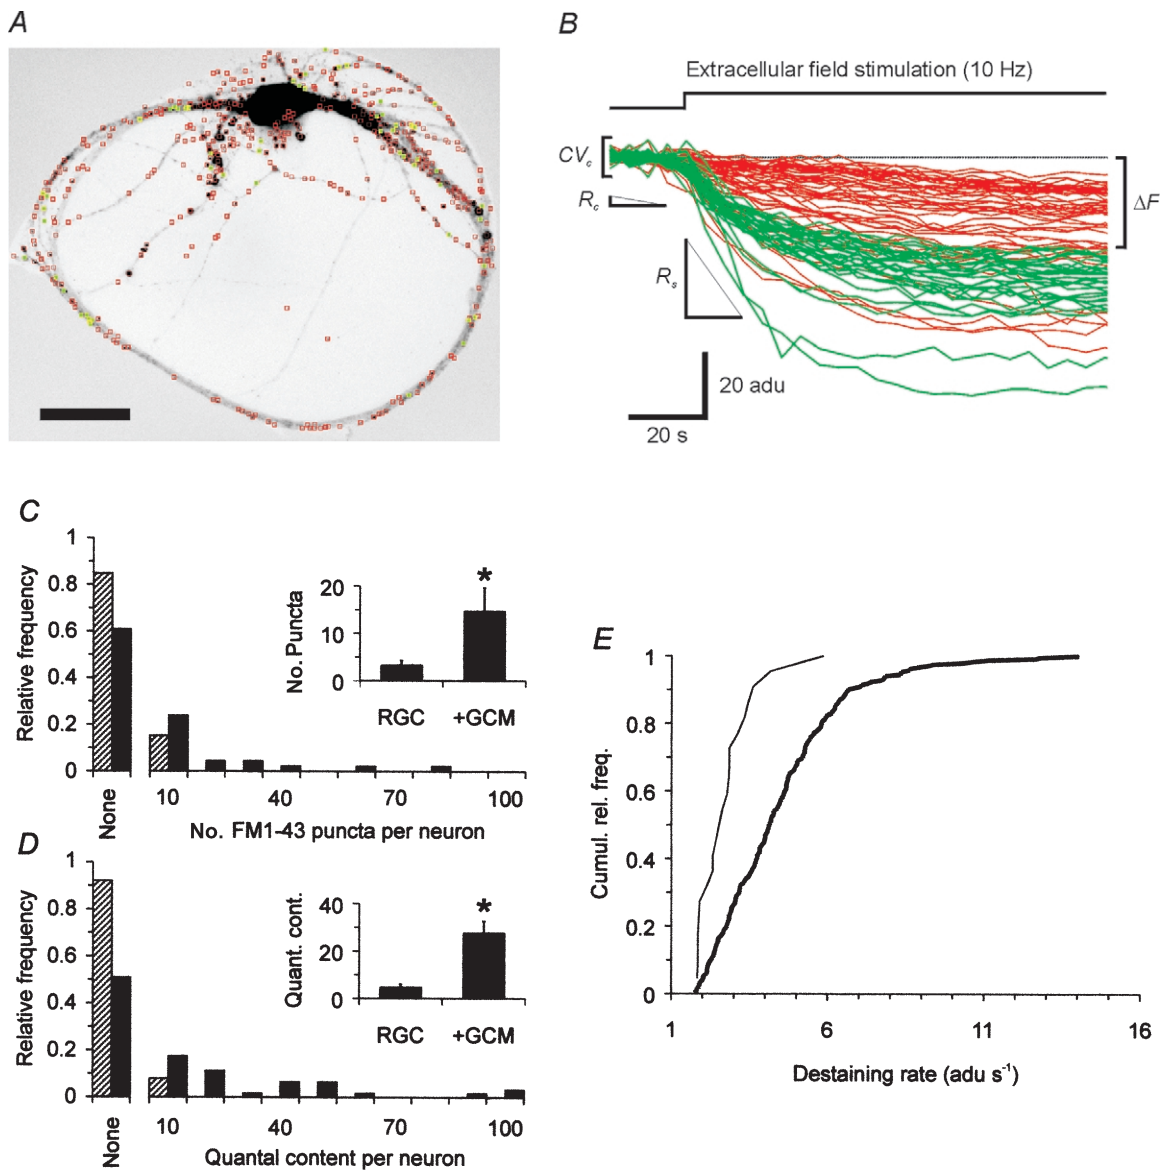 A
B
Extracellular field stimulation (10 Hz)
CVc
Rc
ΔF
Rs
20 adu
20 s
C
Relative frequency
1
0.8
0.6
0.4
0.2
0
None
10
40
70
100
No. FM1-43 puncta per neuron
No. Puncta
20
10
0
*
RGC
+GCM
D
Relative frequency
1
0.8
0.6
0.4
0.2
0
None
10
40
70
100
Quantal content per neuron
Quant. cont.
40
20
0
*
RGC
+GCM
E
Cumul. rel. freq.
1
0.8
0.6
0.4
0.2
0
1
6
11
16
Destaining rate (adu s⁻¹)